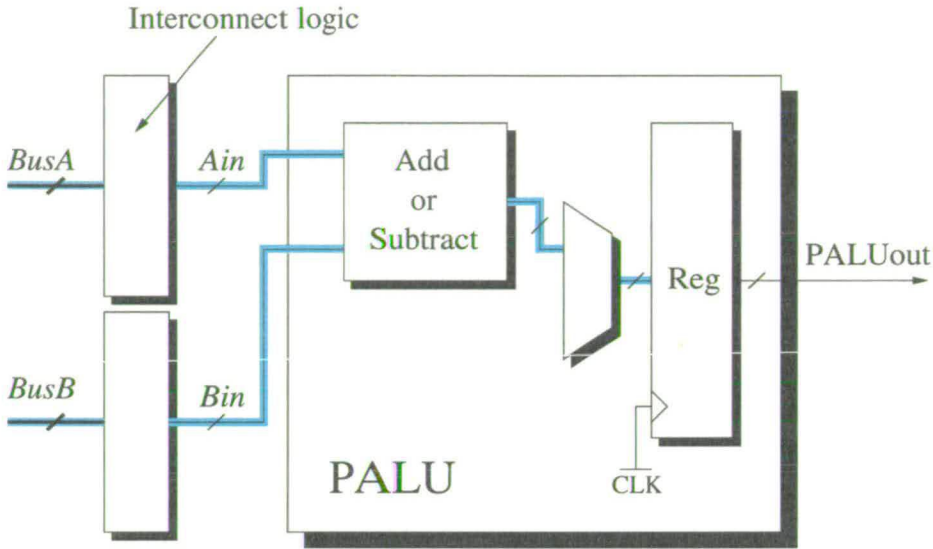 Interconnect logic
BusA
Ain
Add
or
Subtract
PALUout
Reg
BusB
Bin
PALU
CLK